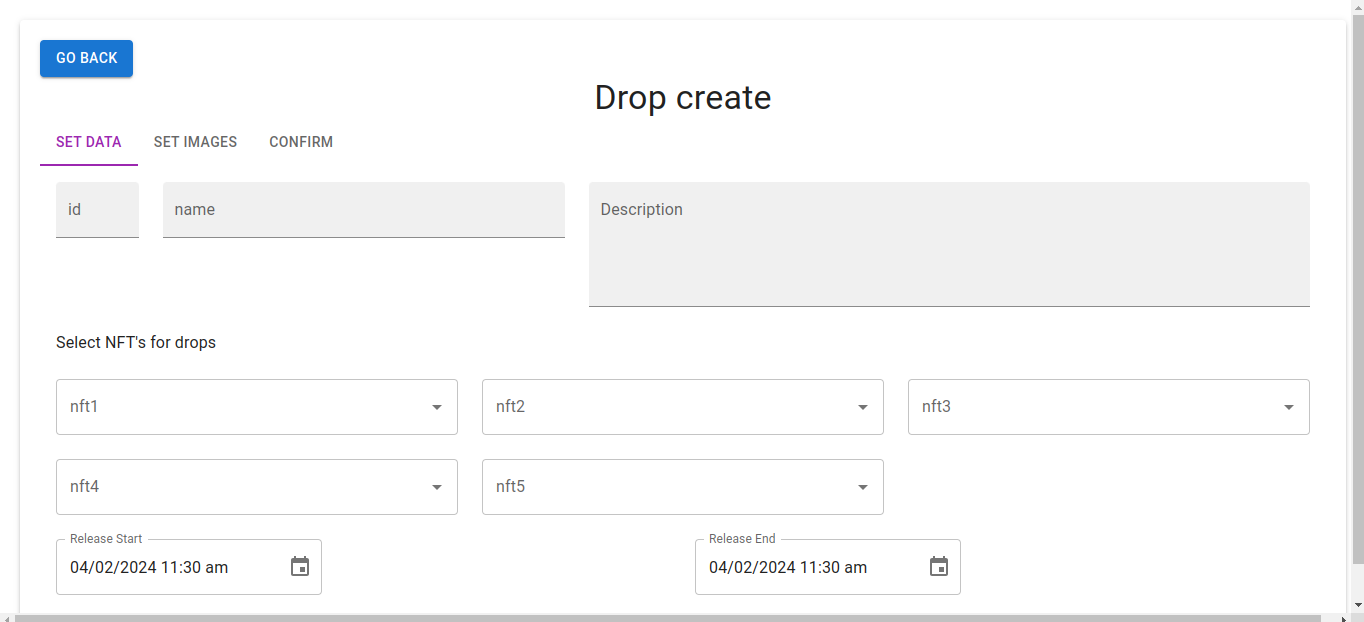 GO BACK
Drop create
SET DATA SET IMAGES CONFIRM
id name Description
Select NFT's for drops
nft1 nft2 nft3
nft4 nft5
Release Start Release End
04/02/2024 11:30 am 04/02/2024 11:30 am